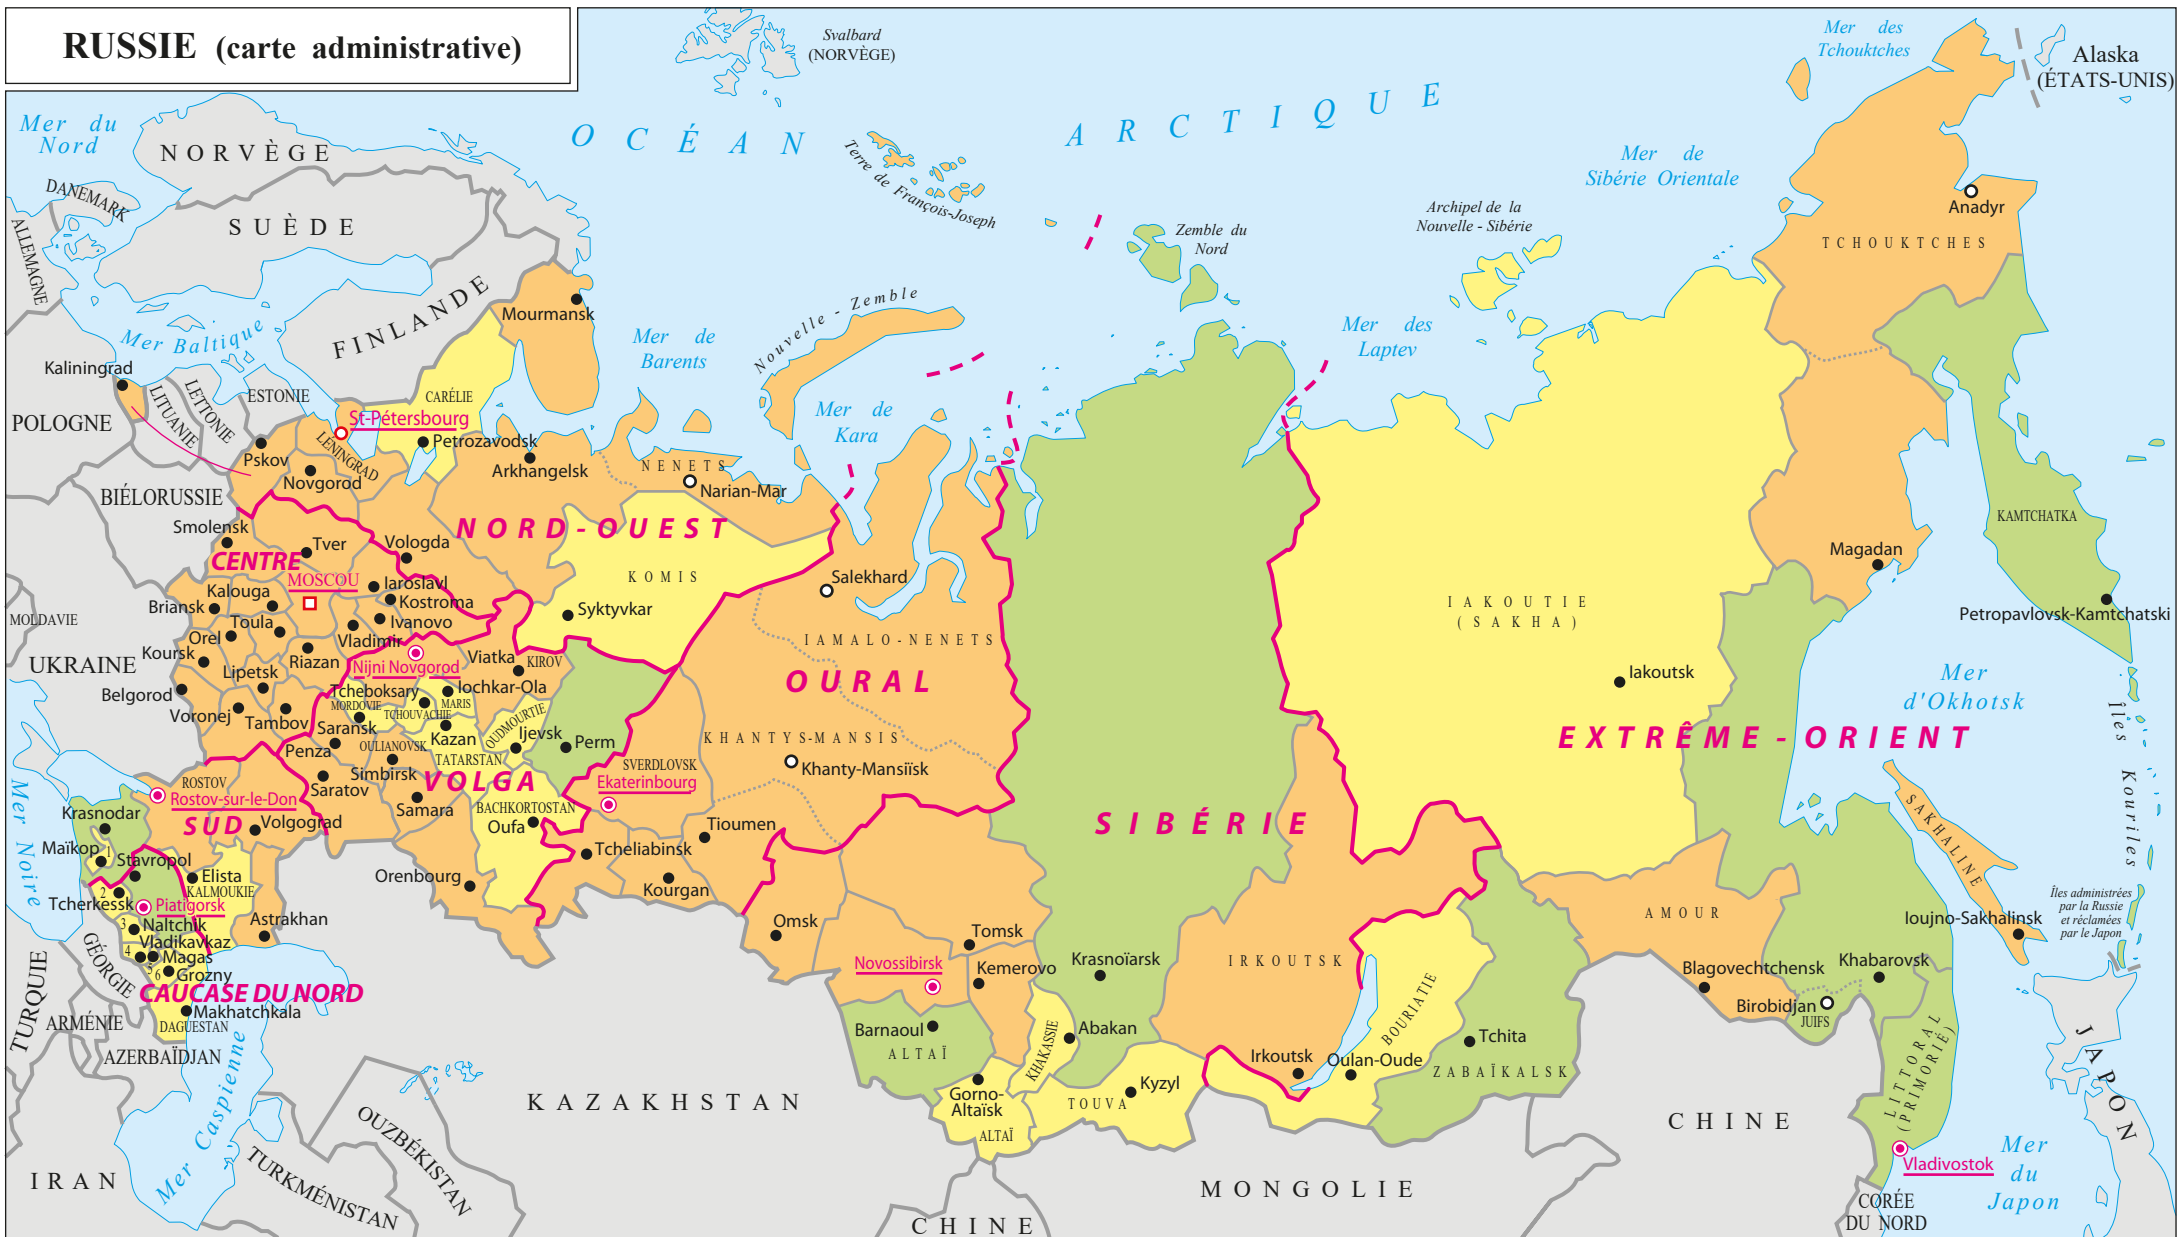 RUSSIE (carte administrative)
Svalbard
(NORVÈGE)
Mer des
Tchouktches
Alaska
(ÉTATS-UNIS)
OCÉAN ARCTIQUE
Mer du
Nord
NORVÈGE
DANEMARK
SUÈDE
ALLEMAGNE
FINLANDE
Terre de François-Joseph
Mer de
Sibérie Orientale
Anadyr
TCHOUKTCHES
Archipel de la
Nouvelle - Sibérie
Zemble du
Nord
Nouvelle - Zemble
Mourmansk
Mer de
Barents
Mer des
Laptev
Mer Baltique
Kaliningrad
LITUANIE
LETTONIE
ESTONIE
CARÉLIE
Mer de
Kara
POLOGNE
St-Pétersbourg
LÉNINGRAD
Petrozavodsk
Pskov
Novgorod
Arkhangelsk
NENETS
Narian-Mar
BIÉLORUSSIE
Smolensk
NORD-OUEST
KAMTCHATKA
CENTRE
Tver
Vologda
Magadan
KOMIS
MOSCOU
Iaroslavl
Salekhard
Kalouga
Kostroma
Briansk
IAKOUTIE
(SAKHA)
Syktyvkar
Petropavlovsk-Kamtchatski
MOLDAVIE
Toula
Ivanovo
Orel
Vladimir
IAMALO-NENETS
Koursk
Riazan
Nijni Novgorod
Viatka
KIROV
UKRAINE
Lipetsk
Iakoutsk
OURAL
Mer
d'Okhotsk
Belgorod
Tcheboksary
Iochkar-Ola
MORDOVIE
TCHOUVACHIE
MARIS
Voronej
Tambov
Saransk
Kazan
OUDMOURTIE
Ijevsk
Perm
KHANTYS-MANSIS
EXTRÊME-ORIENT
Îles Kouriles
Penza
OULIANOVSK
TATARSTAN
Simbirsk
SVERDLOVSK
Khanty-Mansiïsk
ROSTOV
Saratov
VOLGA
Ekaterinbourg
Rostov-sur-le-Don
Samara
BACHKORTOSTAN
Mer Noire
Krasnodar
SUD
Volgograd
Oufa
Tioumen
SIBÉRIE
SAKHALINE
Maïkop
1
Stavropol
Tcheliabinsk
Elista
KALMOUKIE
Orenbourg
Kourgan
2
Tcherkessk
Piatigorsk
Îles administrées
par la Russie
et réclamées
par le Japon
Astrakhan
Omsk
AMOUR
Ioujno-Sakhalinsk
3
Naltchik
Tomsk
Vladikavkaz
4
Magas
5
6
Grozny
GÉORGIE
TURQUIE
Novossibirsk
Kemerovo
Krasnoïarsk
IRKOUTSK
Blagovechtchensk
Khabarovsk
CAUCASE DU NORD
Makhatchkala
DAGUESTAN
Birobidjan
JUIFS
BOURIATIE
ARMÉNIE
Barnaoul
ALTAÏ
Abakan
KHAKASSIE
Tchita
AZERBAÏDJAN
Irkoutsk
Oulan-Oude
ZABAÏKALSK
LITTORAL
(PRIMORIÉ)
JAPON
Mer Caspienne
Gorno-
Altaïsk
TOUVA
Kyzyl
KAZAKHSTAN
OUZBÉKISTAN
ALTAÏ
CHINE
Mer
du
Japon
Vladivostok
IRAN
TURKMÉNISTAN
MONGOLIE
CORÉE
DU NORD
CHINE